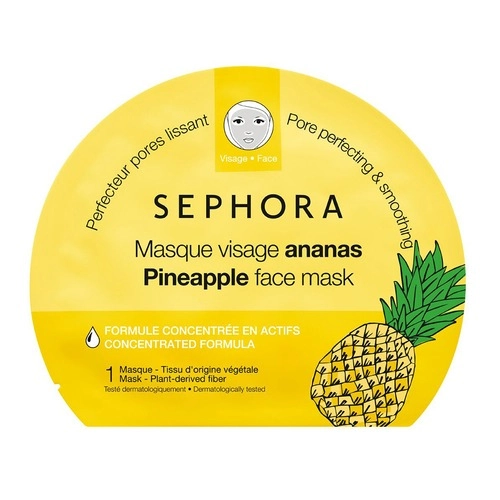 Perfecteur pores lissant
Pore perfecting & smoothing
Visage • Face
SEPHORA
Masque visage ananas
Pineapple face mask
FORMULE CONCENTRÉE EN ACTIFS
CONCENTRATED FORMULA
1 Masque - Tissu d'origine végétale
Mask - Plant-derived fiber
Testé dermatologiquement • Dermatologically tested